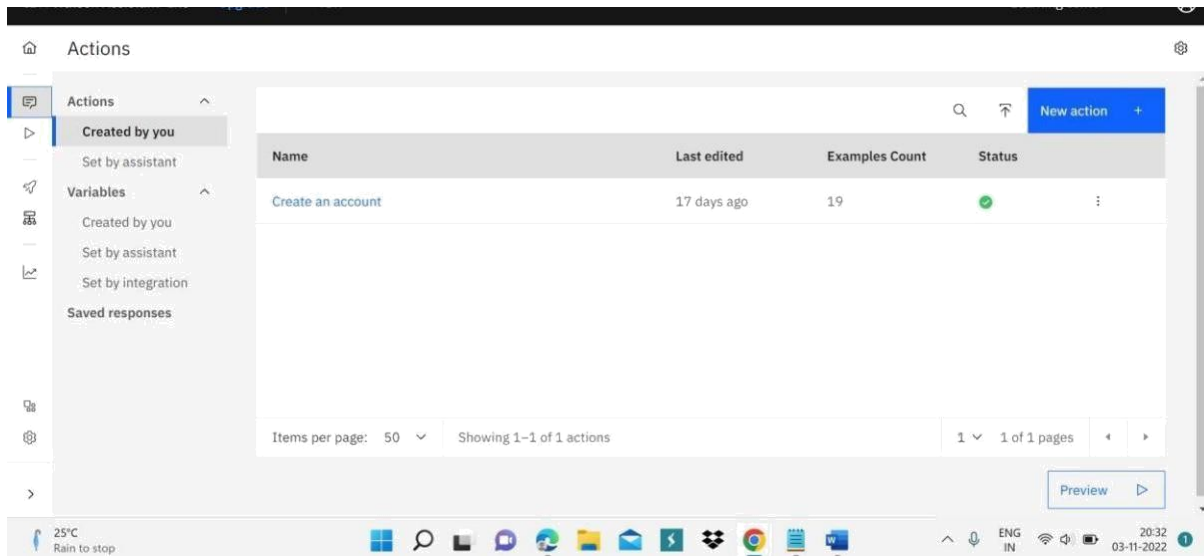 Actions
Actions
Created by you
Set by assistant
Variables
Created by you
Set by assistant
Set by integration
Saved responses
New action +
Name Last edited Examples Count Status
Create an account 17 days ago 19
Items per page: 50 Showing 1–1 of 1 actions 1 1 of 1 pages
Preview
25°C
Rain to stop
ENG
IN
20:32
03-11-2022
1